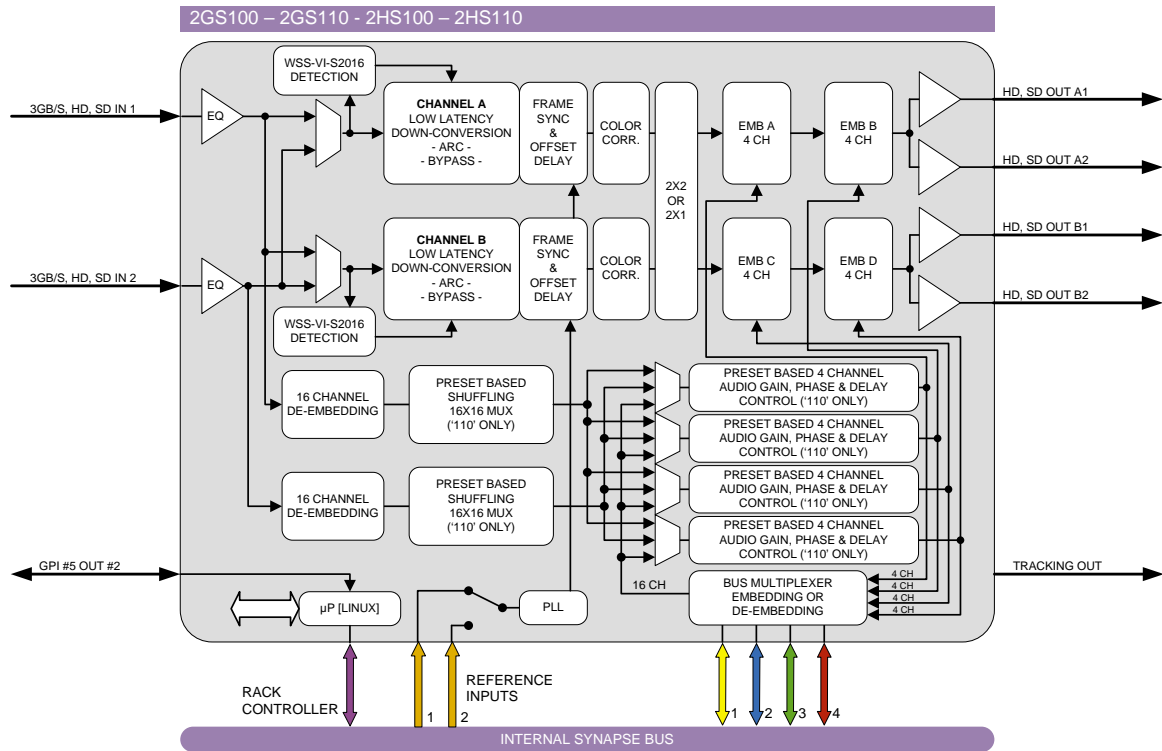 2GS100 – 2GS110 - 2HS100 – 2HS110
WSS-VI-S2016
DETECTION
3GB/S, HD, SD IN 1
EQ
CHANNEL A
LOW LATENCY
DOWN-CONVERSION
- ARC -
- BYPASS -
FRAME
SYNC
&
OFFSET
DELAY
COLOR
CORR.
2X2
OR
2X1
EMB A
4 CH
EMB B
4 CH
HD, SD OUT A1
HD, SD OUT A2
3GB/S, HD, SD IN 2
EQ
CHANNEL B
LOW LATENCY
DOWN-CONVERSION
- ARC -
- BYPASS -
FRAME
SYNC
&
OFFSET
DELAY
COLOR
CORR.
EMB C
4 CH
EMB D
4 CH
HD, SD OUT B1
HD, SD OUT B2
WSS-VI-S2016
DETECTION
16 CHANNEL
DE-EMBEDDING
PRESET BASED
SHUFFLING
16X16 MUX
(‘110’ ONLY)
PRESET BASED 4 CHANNEL
AUDIO GAIN, PHASE & DELAY
CONTROL (‘110’ ONLY)
PRESET BASED 4 CHANNEL
AUDIO GAIN, PHASE & DELAY
CONTROL (‘110’ ONLY)
16 CHANNEL
DE-EMBEDDING
PRESET BASED
SHUFFLING
16X16 MUX
(‘110’ ONLY)
PRESET BASED 4 CHANNEL
AUDIO GAIN, PHASE & DELAY
CONTROL (‘110’ ONLY)
PRESET BASED 4 CHANNEL
AUDIO GAIN, PHASE & DELAY
CONTROL (‘110’ ONLY)
GPI #5 OUT #2
TRACKING OUT
µP [LINUX]
PLL
16 CH
BUS MULTIPLEXER
EMBEDDING OR
DE-EMBEDDING
4 CH
4 CH
4 CH
4 CH
RACK
CONTROLLER
REFERENCE
INPUTS
1
2
1
2
3
4
INTERNAL SYNAPSE BUS